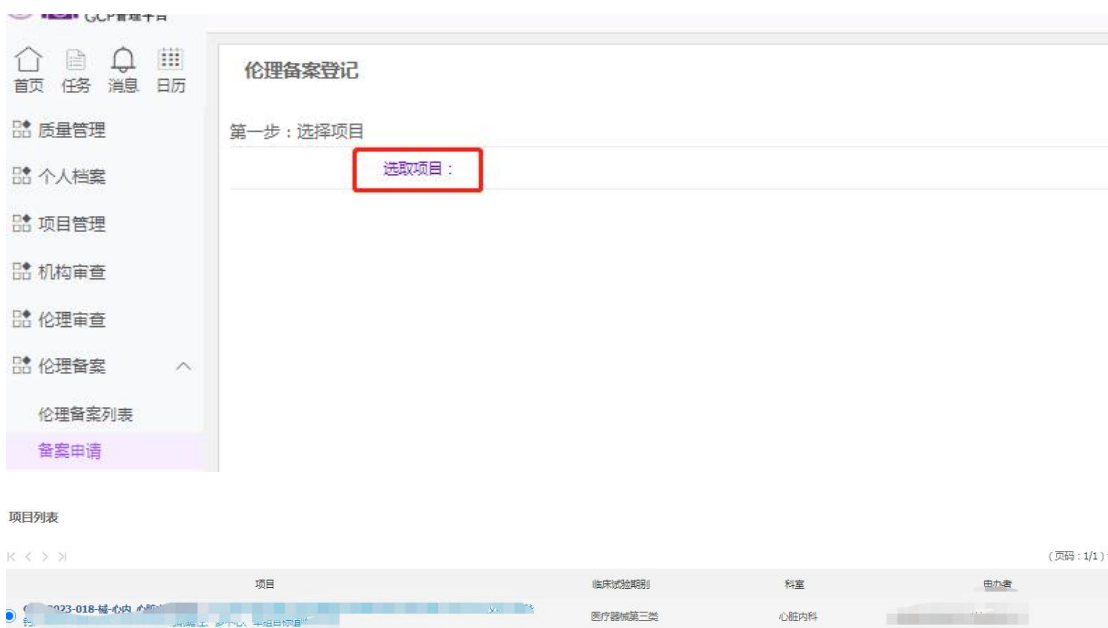 GCP管理平台
首页 任务 消息 日历
伦理备案登记
质量管理
第一步：选择项目
选取项目：
个人档案
项目管理
机构审查
伦理审查
伦理备案
伦理备案列表
备案申请
项目列表
（页码：1/1）
项目 临床试验期别 科室 申办者
2023-018-械-心内 医疗器械第三类 心脏内科